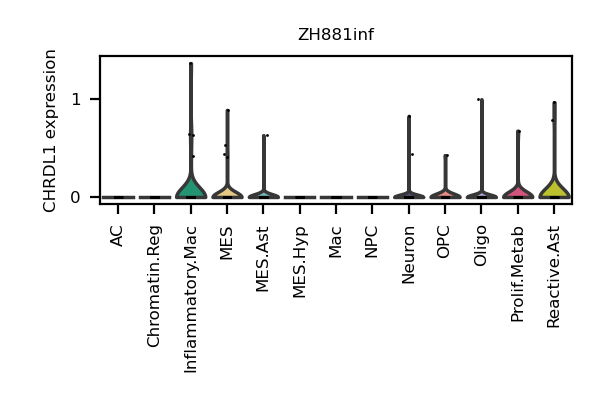 ZH881inf
CHRDL1 expression
1
0
AC
Chromatin.Reg
Inflammatory.Mac
MES
MES.Ast
MES.Hyp
Mac
NPC
Neuron
OPC
Oligo
Prolif.Metab
Reactive.Ast